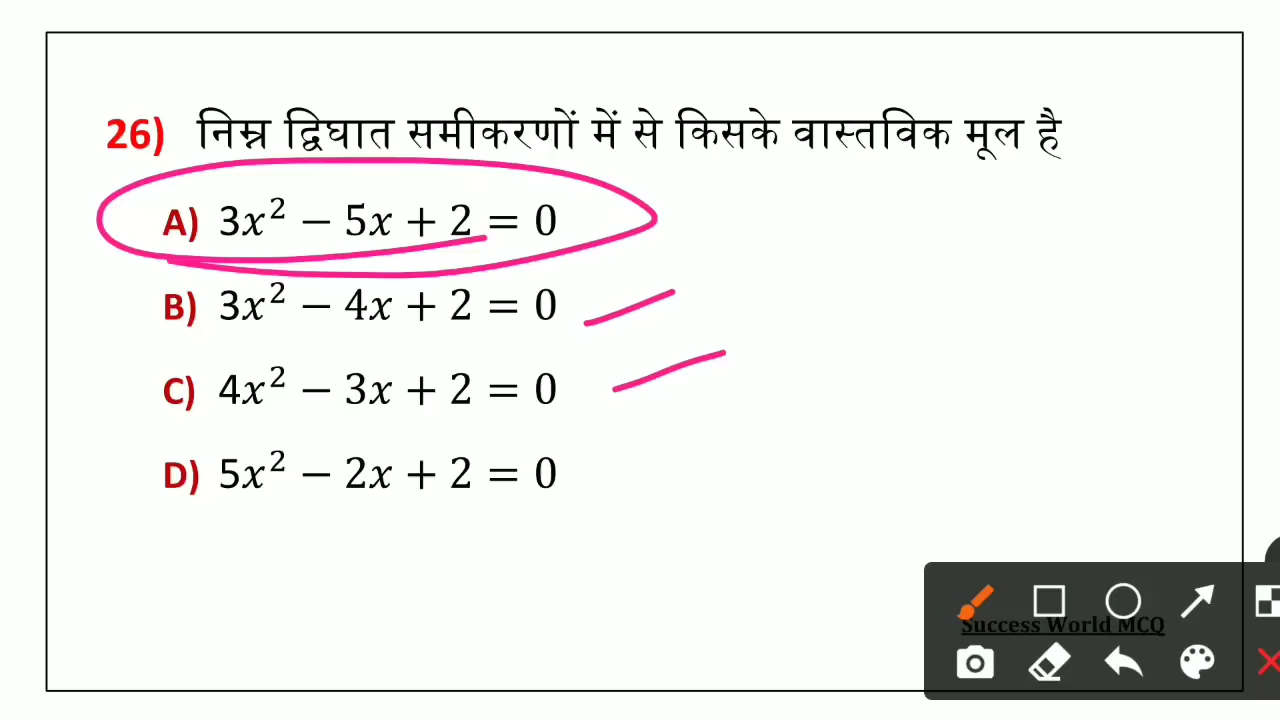 26) निम्न द्विघात समीकरणों में से किसके वास्तविक मूल है
A) 3x² − 5x + 2 = 0
B) 3x² − 4x + 2 = 0
C) 4x² − 3x + 2 = 0
D) 5x² − 2x + 2 = 0
Success World MCQ